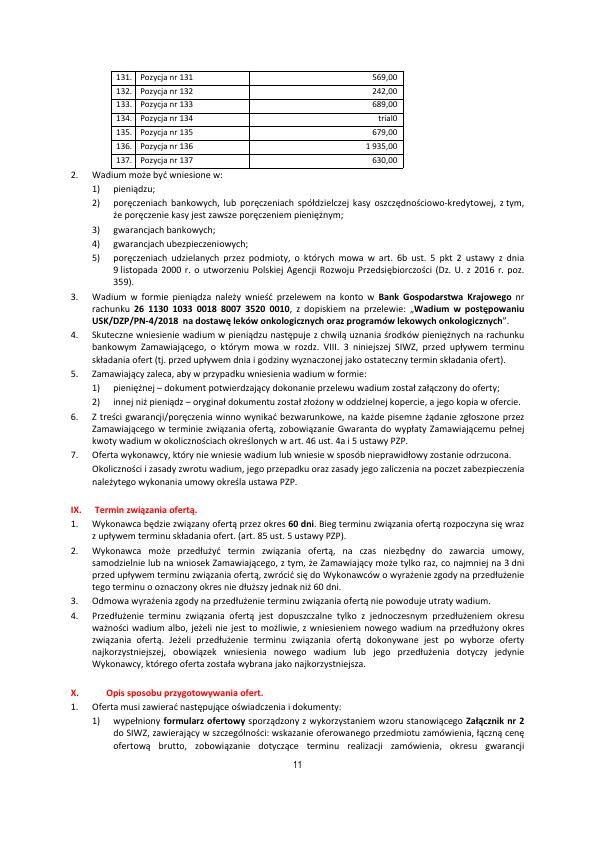 131. Pozycja nr 131 569,00
132. Pozycja nr 132 242,00
133. Pozycja nr 133 689,00
134. Pozycja nr 134 trial0
135. Pozycja nr 135 679,00
136. Pozycja nr 136 1 935,00
137. Pozycja nr 137 630,00
2. Wadium może być wniesione w:
1) pieniądzu;
2) poręczeniach bankowych, lub poręczeniach spółdzielczej kasy oszczędnościowo-kredytowej, z tym,
że poręczenie kasy jest zawsze poręczeniem pieniężnym;
3) gwarancjach bankowych;
4) gwarancjach ubezpieczeniowych;
5) poręczeniach udzielanych przez podmioty, o których mowa w art. 6b ust. 5 pkt 2 ustawy z dnia
9 listopada 2000 r. o utworzeniu Polskiej Agencji Rozwoju Przedsiębiorczości (Dz. U. z 2016 r. poz.
359).
3. Wadium w formie pieniądza należy wnieść przelewem na konto w Bank Gospodarstwa Krajowego nr
rachunku 26 1130 1033 0018 8007 3520 0010, z dopiskiem na przelewie: „Wadium w postępowaniu
USK/DZP/PN-4/2018 na dostawę leków onkologicznych oraz programów lekowych onkologicznych”.
4. Skuteczne wniesienie wadium w pieniądzu następuje z chwilą uznania środków pieniężnych na rachunku
bankowym Zamawiającego, o którym mowa w rozdz. VIII. 3 niniejszej SIWZ, przed upływem terminu
składania ofert (tj. przed upływem dnia i godziny wyznaczonej jako ostateczny termin składania ofert).
5. Zamawiający zaleca, aby w przypadku wniesienia wadium w formie:
1) pieniężnej – dokument potwierdzający dokonanie przelewu wadium został załączony do oferty;
2) innej niż pieniądz – oryginał dokumentu został złożony w oddzielnej kopercie, a jego kopia w ofercie.
6. Z treści gwarancji/poręczenia winno wynikać bezwarunkowe, na każde pisemne żądanie zgłoszone przez
Zamawiającego w terminie związania ofertą, zobowiązanie Gwaranta do wypłaty Zamawiającemu pełnej
kwoty wadium w okolicznościach określonych w art. 46 ust. 4a i 5 ustawy PZP.
7. Oferta wykonawcy, który nie wniesie wadium lub wniesie w sposób nieprawidłowy zostanie odrzucona.
Okoliczności i zasady zwrotu wadium, jego przepadku oraz zasady jego zaliczenia na poczet zabezpieczenia
należytego wykonania umowy określa ustawa PZP.
IX. Termin związania ofertą.
1. Wykonawca będzie związany ofertą przez okres 60 dni. Bieg terminu związania ofertą rozpoczyna się wraz
z upływem terminu składania ofert. (art. 85 ust. 5 ustawy PZP).
2. Wykonawca może przedłużyć termin związania ofertą, na czas niezbędny do zawarcia umowy,
samodzielnie lub na wniosek Zamawiającego, z tym, że Zamawiający może tylko raz, co najmniej na 3 dni
przed upływem terminu związania ofertą, zwrócić się do Wykonawców o wyrażenie zgody na przedłużenie
tego terminu o oznaczony okres nie dłuższy jednak niż 60 dni.
3. Odmowa wyrażenia zgody na przedłużenie terminu związania ofertą nie powoduje utraty wadium.
4. Przedłużenie terminu związania ofertą jest dopuszczalne tylko z jednoczesnym przedłużeniem okresu
ważności wadium albo, jeżeli nie jest to możliwie, z wniesieniem nowego wadium na przedłużony okres
związania ofertą. Jeżeli przedłużenie terminu związania ofertą dokonywane jest po wyborze oferty
najkorzystniejszej, obowiązek wniesienia nowego wadium lub jego przedłużenia dotyczy jedynie
Wykonawcy, którego oferta została wybrana jako najkorzystniejsza.
X. Opis sposobu przygotowywania ofert.
1. Oferta musi zawierać następujące oświadczenia i dokumenty:
1) wypełniony formularz ofertowy sporządzony z wykorzystaniem wzoru stanowiącego Załącznik nr 2
do SIWZ, zawierający w szczególności: wskazanie oferowanego przedmiotu zamówienia, łączną cenę
ofertową brutto, zobowiązanie dotyczące terminu realizacji zamówienia, okresu gwarancji
11